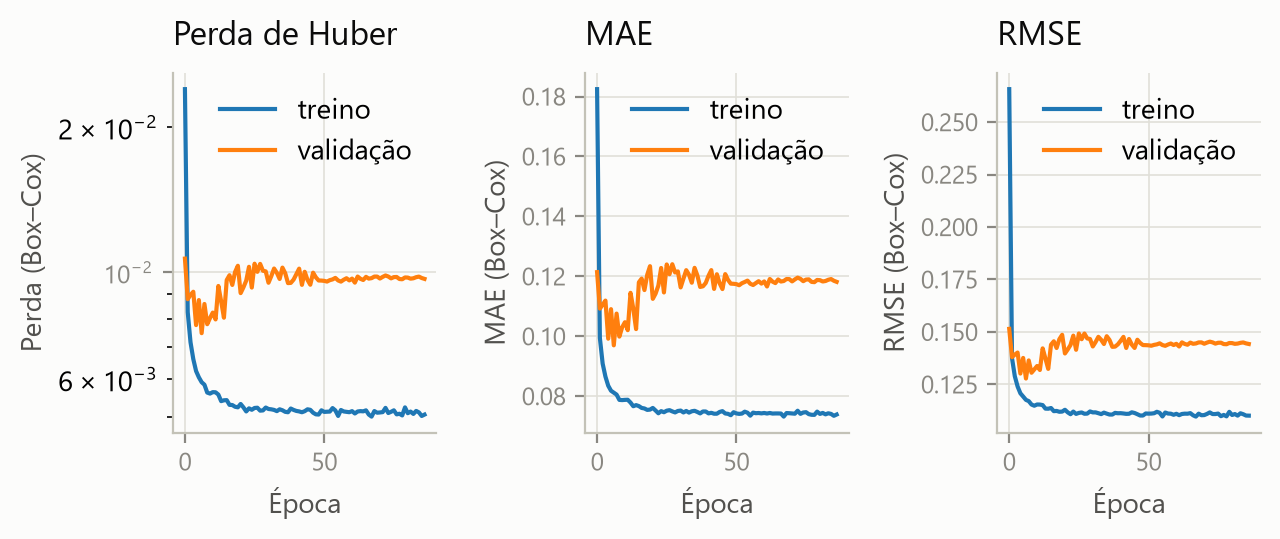 Perda de Huber
2 × 10⁻²
10⁻²
6 × 10⁻³
Perda (Box–Cox)
treino
validação
0
50
Época
MAE
0.18
0.16
0.14
0.12
0.10
0.08
MAE (Box–Cox)
treino
validação
0
50
Época
RMSE
0.250
0.225
0.200
0.175
0.150
0.125
RMSE (Box–Cox)
treino
validação
0
50
Época